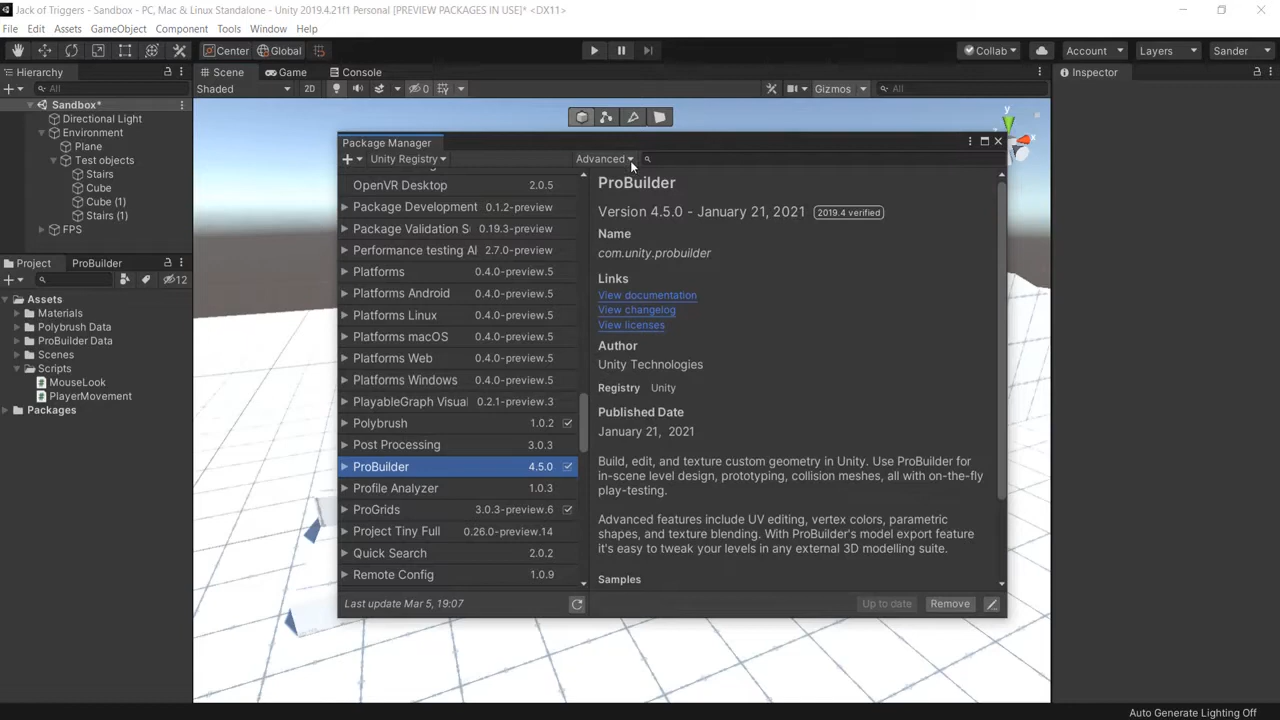 Jack of Triggers - Sandbox - PC, Mac & Linux Standalone - Unity 2019.4.21f1 Personal [PREVIEW PACKAGES IN USE]* <DX11>
File Edit Assets GameObject Component Tools Window Help
Center Global Collab Account Layers Sander
Hierarchy Scene Game Console Inspector
All Shaded 2D 0 Gizmos All
Sandbox*
Directional Light
Environment
Plane
Test objects
Stairs
Cube
Cube (1)
Stairs (1)
FPS
Project ProBuilder
12
Assets
Materials
Polybrush Data
ProBuilder Data
Scenes
Scripts
MouseLook
PlayerMovement
Packages
y
Package Manager
Unity Registry Advanced
OpenVR Desktop 2.0.5
Package Development 0.1.2-preview
Package Validation S 0.19.3-preview
Performance testing AI 2.7.0-preview
Platforms 0.4.0-preview.5
Platforms Android 0.4.0-preview.5
Platforms Linux 0.4.0-preview.5
Platforms macOS 0.4.0-preview.5
Platforms Web 0.4.0-preview.5
Platforms Windows 0.4.0-preview.5
PlayableGraph Visual 0.2.1-preview.3
Polybrush 1.0.2
Post Processing 3.0.3
ProBuilder 4.5.0
Profile Analyzer 1.0.3
ProGrids 3.0.3-preview.6
Project Tiny Full 0.26.0-preview.14
Quick Search 2.0.2
Remote Config 1.0.9
Last update Mar 5, 19:07
ProBuilder
Version 4.5.0 - January 21, 2021 2019.4 verified
Name
com.unity.probuilder
Links
View documentation
View changelog
View licenses
Author
Unity Technologies
Registry Unity
Published Date
January 21, 2021
Build, edit, and texture custom geometry in Unity. Use ProBuilder for
in-scene level design, prototyping, collision meshes, all with on-the-fly
play-testing.
Advanced features include UV editing, vertex colors, parametric
shapes, and texture blending. With ProBuilder's model export feature
it's easy to tweak your levels in any external 3D modelling suite.
Samples
Up to date Remove
Auto Generate Lighting Off